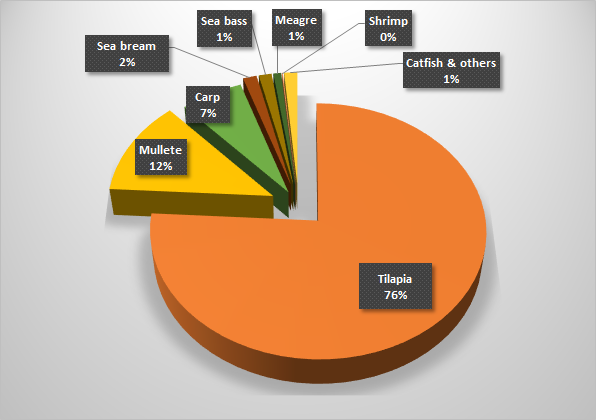 Meagre
1%
Shrimp
0%
Sea bass
1%
Sea bream
2%
Catfish & others
1%
Carp
7%
Mullete
12%
Tilapia
76%